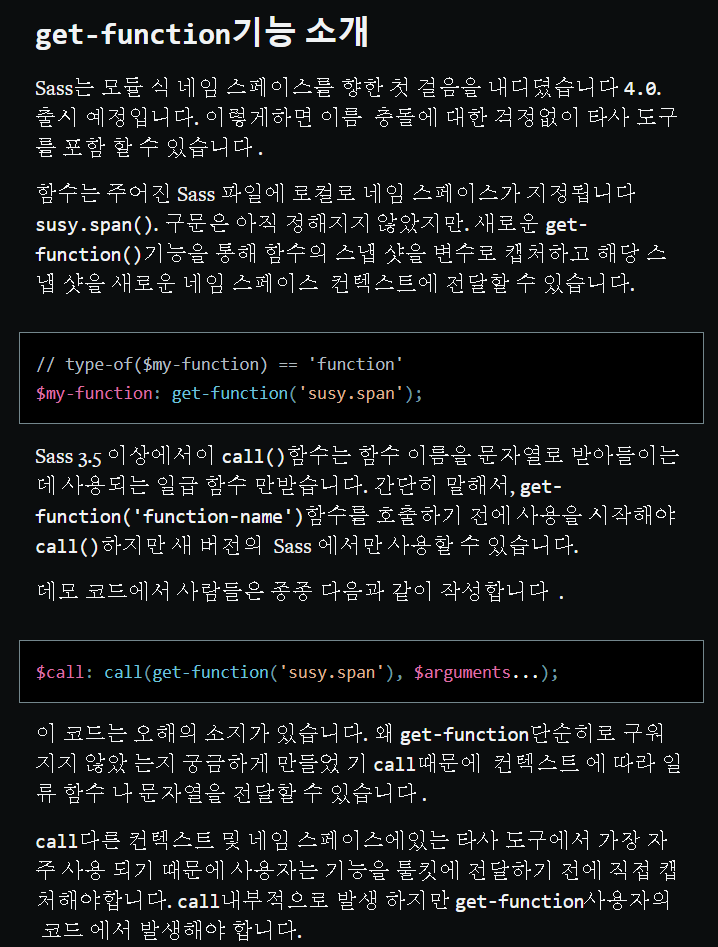 get-function기능 소개
Sass는 모듈 식 네임 스페이스를 향한 첫 걸음을 내디뎠습니다 4.0.
출시 예정입니다. 이렇게하면 이름 충돌에 대한 걱정없이 타사 도구
를 포함 할 수 있습니다 .
함수는 주어진 Sass 파일에 로컬로 네임 스페이스가 지정됩니다
susy.span(). 구문은 아직 정해지지 않았지만. 새로운 get-
function()기능을 통해 함수의 스냅 샷을 변수로 캡처하고 해당 스
냅 샷을 새로운 네임 스페이스 컨텍스트에 전달할 수 있습니다.
// type-of($my-function) == 'function'
$my-function: get-function('susy.span');
Sass 3.5 이상에서이 call()함수는 함수 이름을 문자열로 받아들이는
데 사용되는 일급 함수 만받습니다. 간단히 말해서, get-
function('function-name')함수를 호출하기 전에 사용을 시작해야
call()하지만 새 버전의 Sass 에서만 사용할 수 있습니다.
데모 코드에서 사람들은 종종 다음과 같이 작성합니다 .
$call: call(get-function('susy.span'), $arguments...);
이 코드는 오해의 소지가 있습니다. 왜 get-function단순히로 구워
지지 않았 는지 궁금하게 만들었 기 call때문에 컨텍스트 에 따라 일
류 함수 나 문자열을 전달할 수 있습니다 .
call다른 컨텍스트 및 네임 스페이스에있는 타사 도구에서 가장 자
주 사용 되기 때문에 사용자는 기능을 툴킷에 전달하기 전에 직접 캡
처해야합니다. call내부적으로 발생 하지만 get-function사용자의
코드 에서 발생해야 합니다.